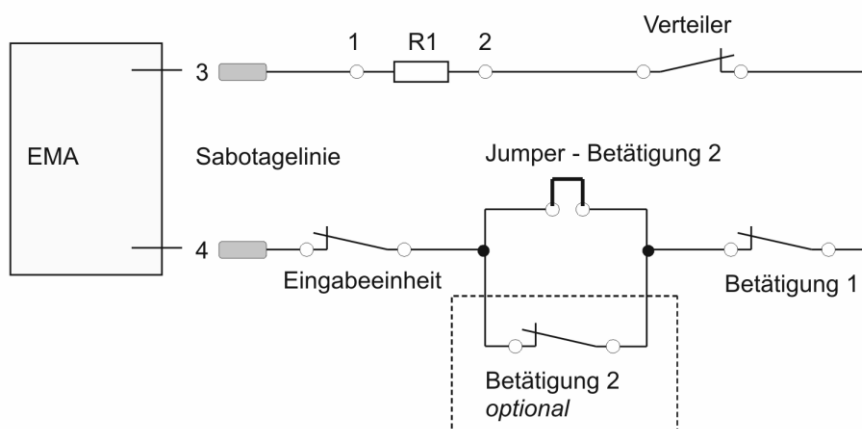 Verteiler
1
R1
2
3
EMA
Sabotagelinie
Jumper - Betätigung 2
4
Eingabeeinheit
Betätigung 1
Betätigung 2
optional